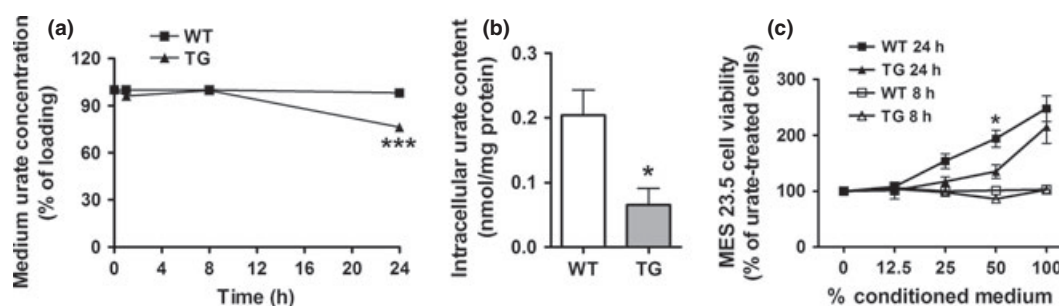 (a)
WT
TG
Medium urate concentration
(% of loading)
120
90
60
30
0
***
0 4 8 12 16 20 24
Time (h)
(b)
Intracellular urate content
(nmol/mg protein)
0.3
0.2
0.1
0.0
*
WT TG
(c)
WT 24 h
TG 24 h
WT 8 h
TG 8 h
MES 23.5 cell viability
(% of urate-treated cells)
300
200
100
0
*
0 12.5 25 50 100
% conditioned medium